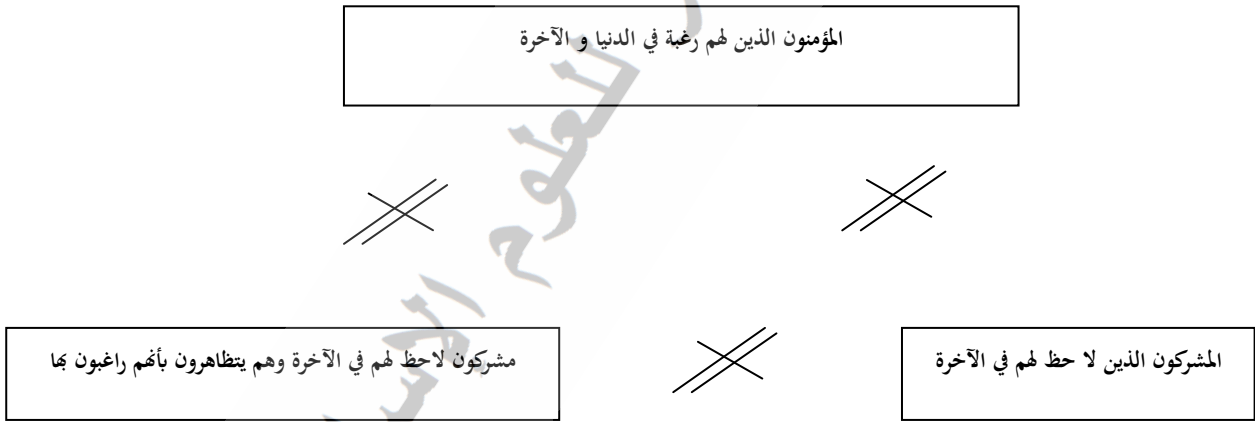 المؤمنون الذين لهم رغبة في الدنيا و الآخرة
المشركون الذين لا حظ لهم في الآخرة
مشركون لاحظ لهم في الآخرة وهم يتظاهرون بأنهم راغبون بها
للعلوم